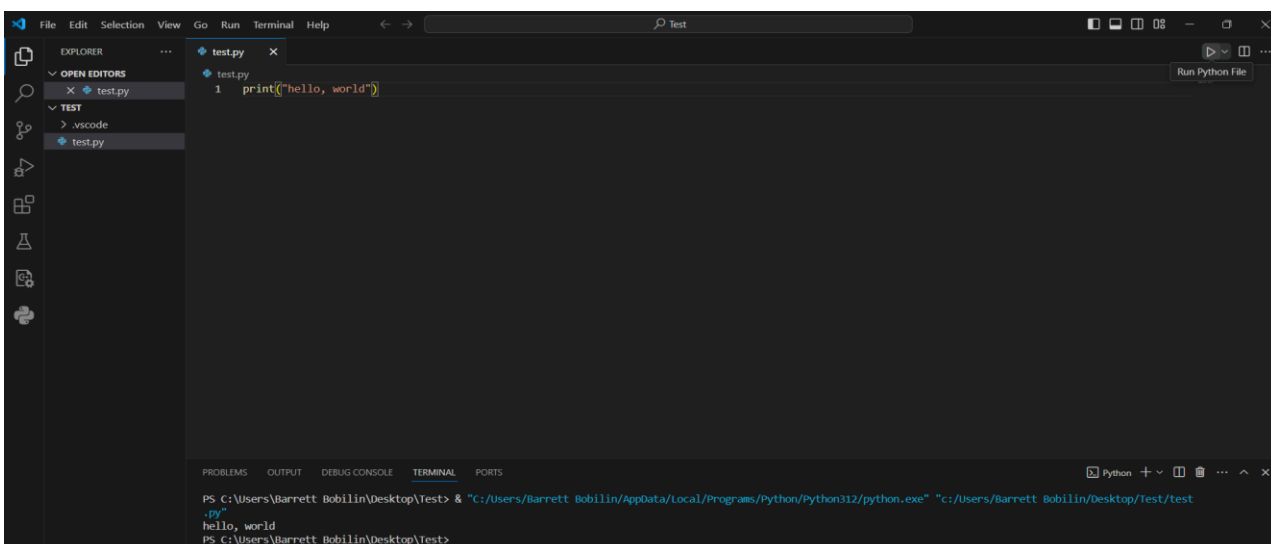 File Edit Selection View Go Run Terminal Help
Test
EXPLORER
OPEN EDITORS
test.py
TEST
.vscode
test.py
test.py
test.py
1 print("hello, world")
Run Python File
PROBLEMS OUTPUT DEBUG CONSOLE TERMINAL PORTS
Python
PS C:\Users\Barrett Bobilin\Desktop\Test> & "C:/Users/Barrett Bobilin/AppData/Local/Programs/Python/Python312/python.exe" "c:/Users/Barrett Bobilin/Desktop/Test/test
.py"
hello, world
PS C:\Users\Barrett Bobilin\Desktop\Test>